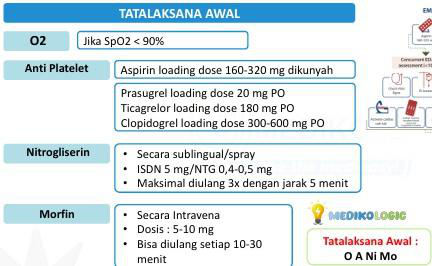 TATALAKSANA AWAL
O2
Jika SpO2 < 90%
Anti Platelet
Aspirin loading dose 160-320 mg dikunyah
Prasugrel loading dose 20 mg PO
Ticagrelor loading dose 180 mg PO
Clopidogrel loading dose 300-600 mg PO
Nitrogliserin
• Secara sublingual/spray
• ISDN 5 mg/NTG 0,4-0,5 mg
• Maksimal diulang 3x dengan jarak 5 menit
Morfin
• Secara Intravena
• Dosis : 5-10 mg
• Bisa diulang setiap 10-30
menit
MEDIKOLOGIC
Tatalaksana Awal :
O A Ni Mo